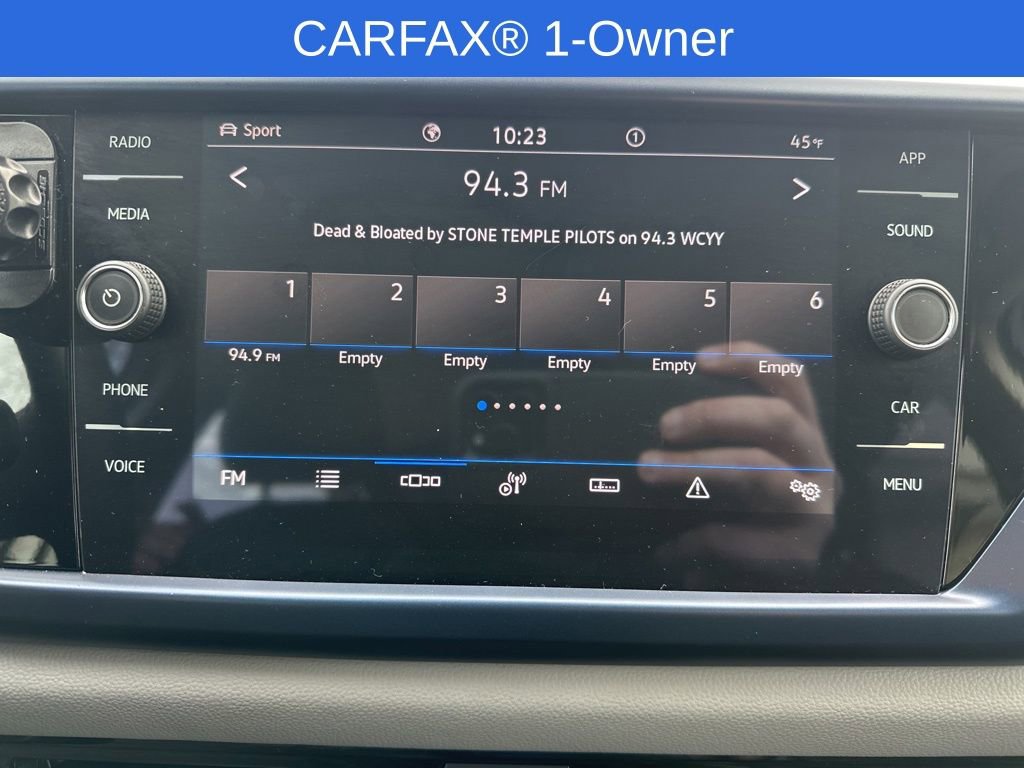 CARFAX® 1-Owner
RADIO
MEDIA
PHONE
VOICE
Sport
10:23
1
45°F
94.3 FM
Dead & Bloated by STONE TEMPLE PILOTS on 94.3 WCYY
1 2 3 4 5 6
94.9 FM Empty Empty Empty Empty Empty
FM
APP
SOUND
CAR
MENU